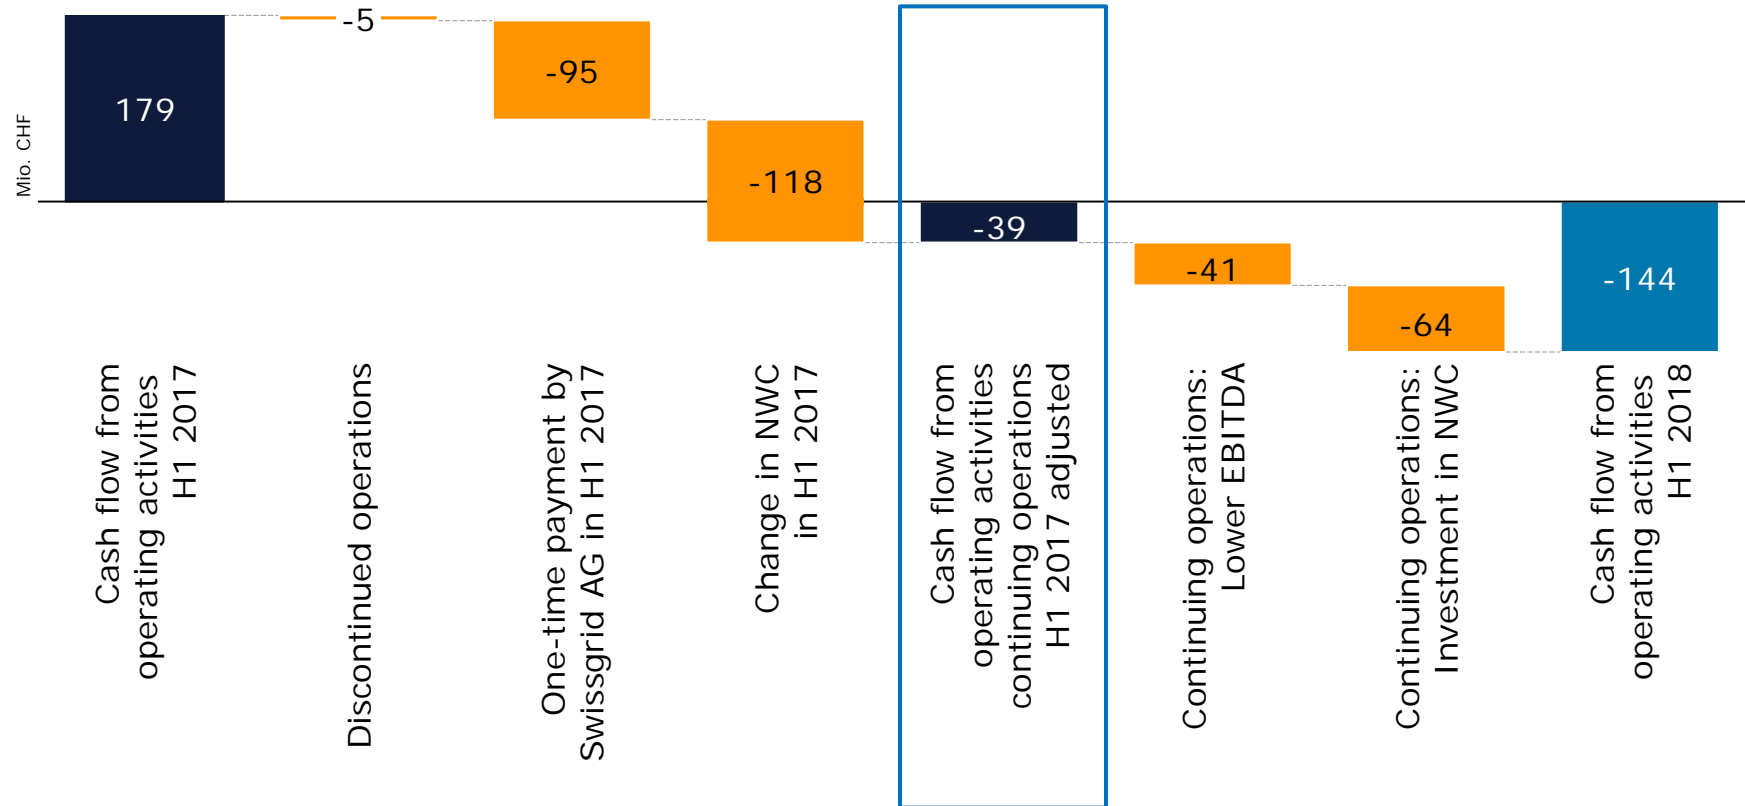 Mio. CHF
179
-5
-95
-118
-39
-41
-64
-144
Cash flow from
operating activities
H1 2017
Discontinued operations
One-time payment by
Swissgrid AG in H1 2017
Change in NWC
in H1 2017
Cash flow from
operating activities
continuing operations
H1 2017 adjusted
Continuing operations:
Lower EBITDA
Continuing operations:
Investment in NWC
Cash flow from
operating activities
H1 2018